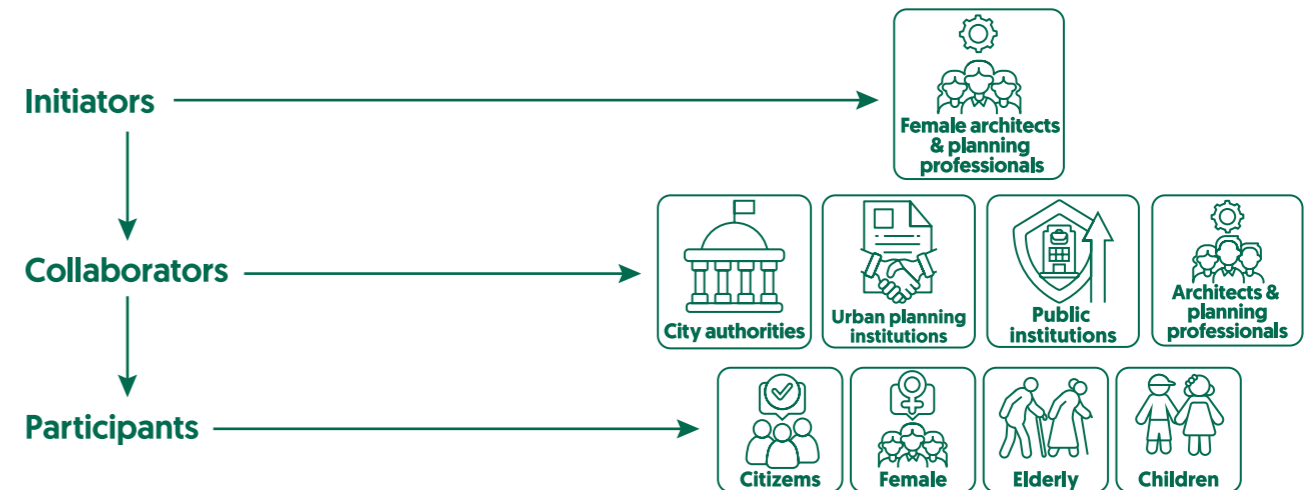 Initiators
Female architects
& planning
professionals
Collaborators
City authorities
Urban planning
institutions
Public
institutions
Architects &
planning
professionals
Participants
Citizems
Female
Elderly
Children